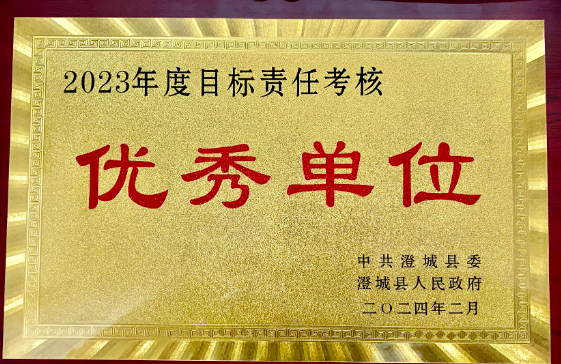 2023年度目标责任考核
优秀单位
中共澄城县委
澄城县人民政府
二〇二四年二月